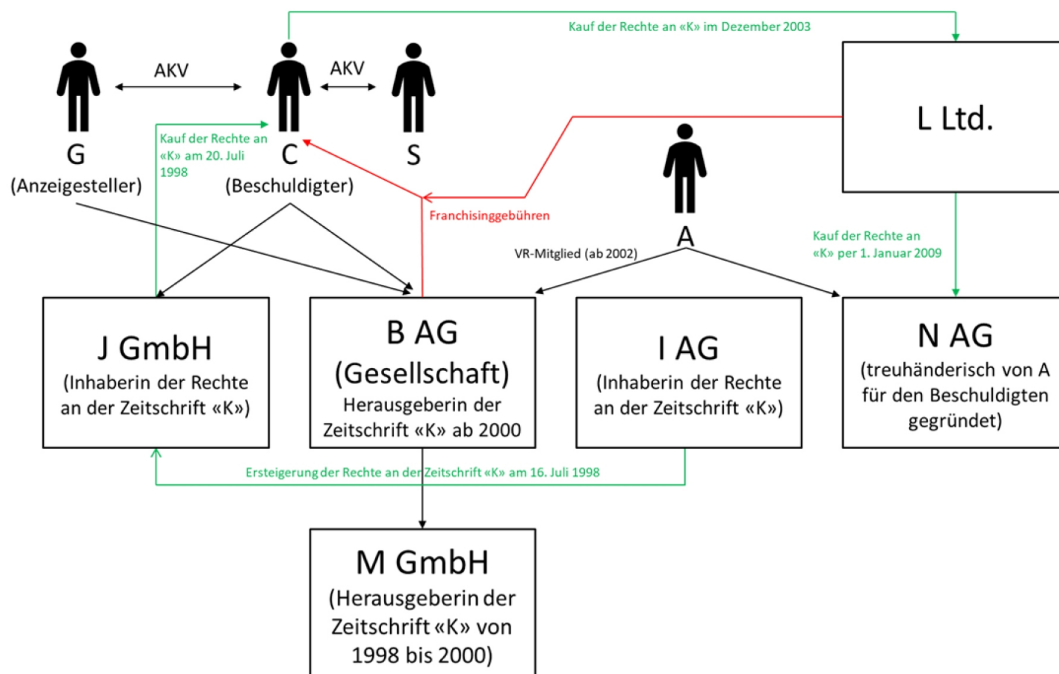 Kauf der Rechte an «K» im Dezember 2003
AKV
AKV
L Ltd.
Kauf der Rechte an
«K» am 20. Juli
1998
G
(Anzeigesteller)
C
(Beschuldigter)
S
Franchisinggebühren
A
VR-Mitglied (ab 2002)
Kauf der Rechte an
«K» per 1. Januar 2009
J GmbH
(Inhaberin der Rechte
an der Zeitschrift «K»)
B AG
(Gesellschaft)
Herausgeberin der
Zeitschrift «K» ab 2000
I AG
(Inhaberin der Rechte
an der Zeitschrift «K»)
N AG
(treuhänderisch von A
für den Beschuldigten
gegründet)
Ersteigerung der Rechte an der Zeitschrift «K» am 16. Juli 1998
M GmbH
(Herausgeberin der
Zeitschrift «K» von
1998 bis 2000)